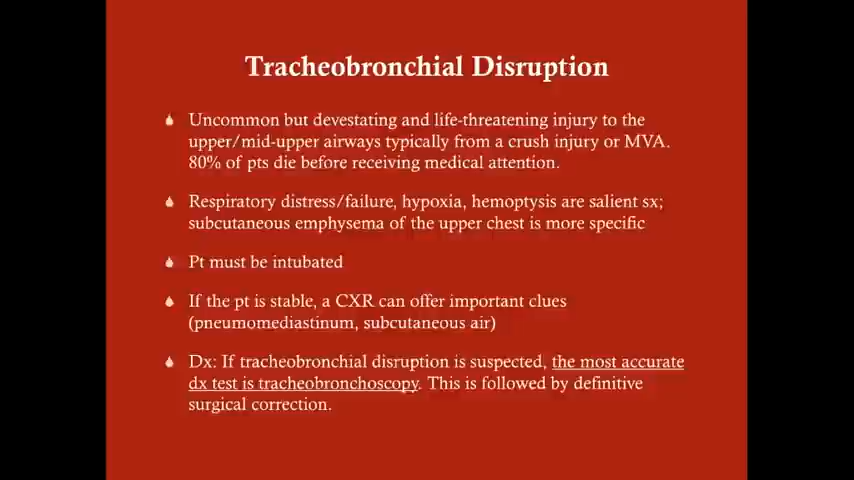 Tracheobronchial Disruption
Uncommon but devestating and life-threatening injury to the
upper/mid-upper airways typically from a crush injury or MVA.
80% of pts die before receiving medical attention.
Respiratory distress/failure, hypoxia, hemoptysis are salient sx;
subcutaneous emphysema of the upper chest is more specific
Pt must be intubated
If the pt is stable, a CXR can offer important clues
(pneumomediastinum, subcutaneous air)
Dx: If tracheobronchial disruption is suspected, the most accurate
dx test is tracheobronchoscopy. This is followed by definitive
surgical correction.